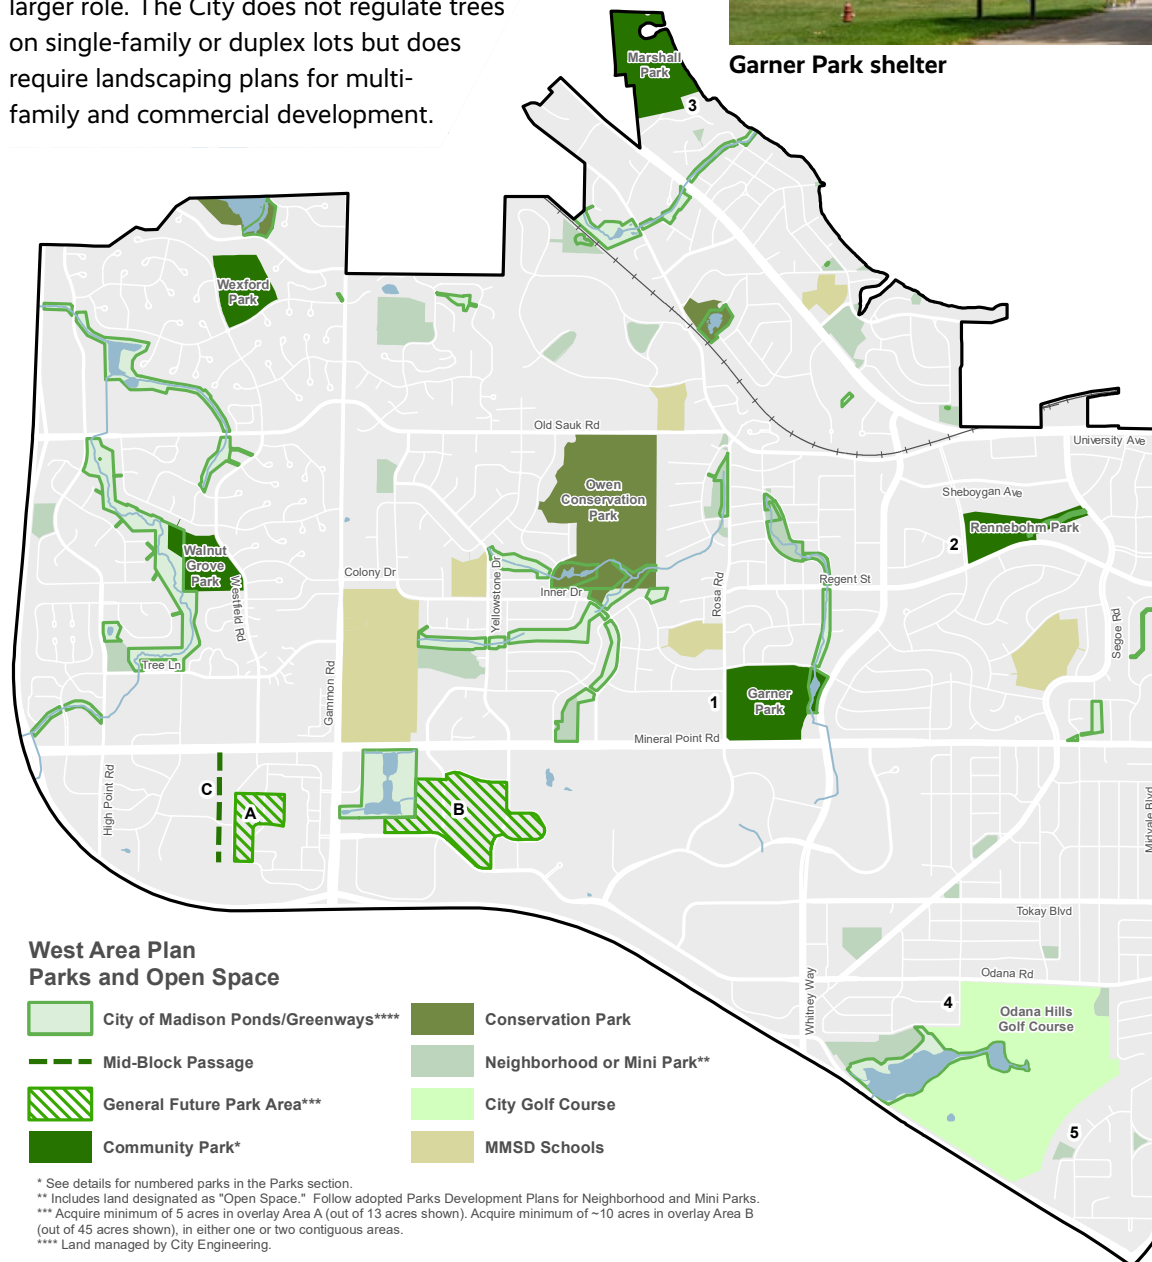 larger role. The City does not regulate trees
on single-family or duplex lots but does
require landscaping plans for multi-
family and commercial development.
Garner Park shelter
Marshall
Park
3
Wexford
Park
Old Sauk Rd
University Ave
Owen
Conservation
Park
Sheboygan Ave
Rennebohm Park
2
Walnut
Grove
Park
Westfield Rd
Colony Dr
Yellowstone Dr
Inner Dr
Rosa Rd
Regent St
Segoe Rd
Tree Ln
Gammon Rd
1
Garner
Park
Mineral Point Rd
High Point Rd
C
A
B
Midvale Blvd
Tokay Blvd
Whitney Way
Odana Rd
4
Odana Hills
Golf Course
5
West Area Plan
Parks and Open Space
City of Madison Ponds/Greenways****
Mid-Block Passage
General Future Park Area***
Community Park*
Conservation Park
Neighborhood or Mini Park**
City Golf Course
MMSD Schools
* See details for numbered parks in the Parks section.
** Includes land designated as "Open Space." Follow adopted Parks Development Plans for Neighborhood and Mini Parks.
*** Acquire minimum of 5 acres in overlay Area A (out of 13 acres shown). Acquire minimum of ~10 acres in overlay Area B
(out of 45 acres shown), in either one or two contiguous areas.
**** Land managed by City Engineering.